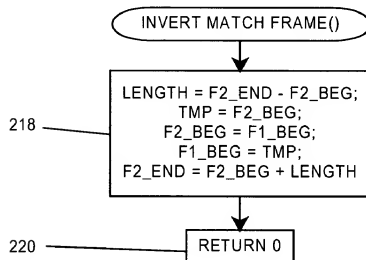 INVERT MATCH FRAME()
LENGTH = F2_END - F2_BEG;
TMP = F2_BEG;
F2_BEG = F1_BEG;
F1_BEG = TMP;
F2_END = F2_BEG + LENGTH
218
RETURN 0
220